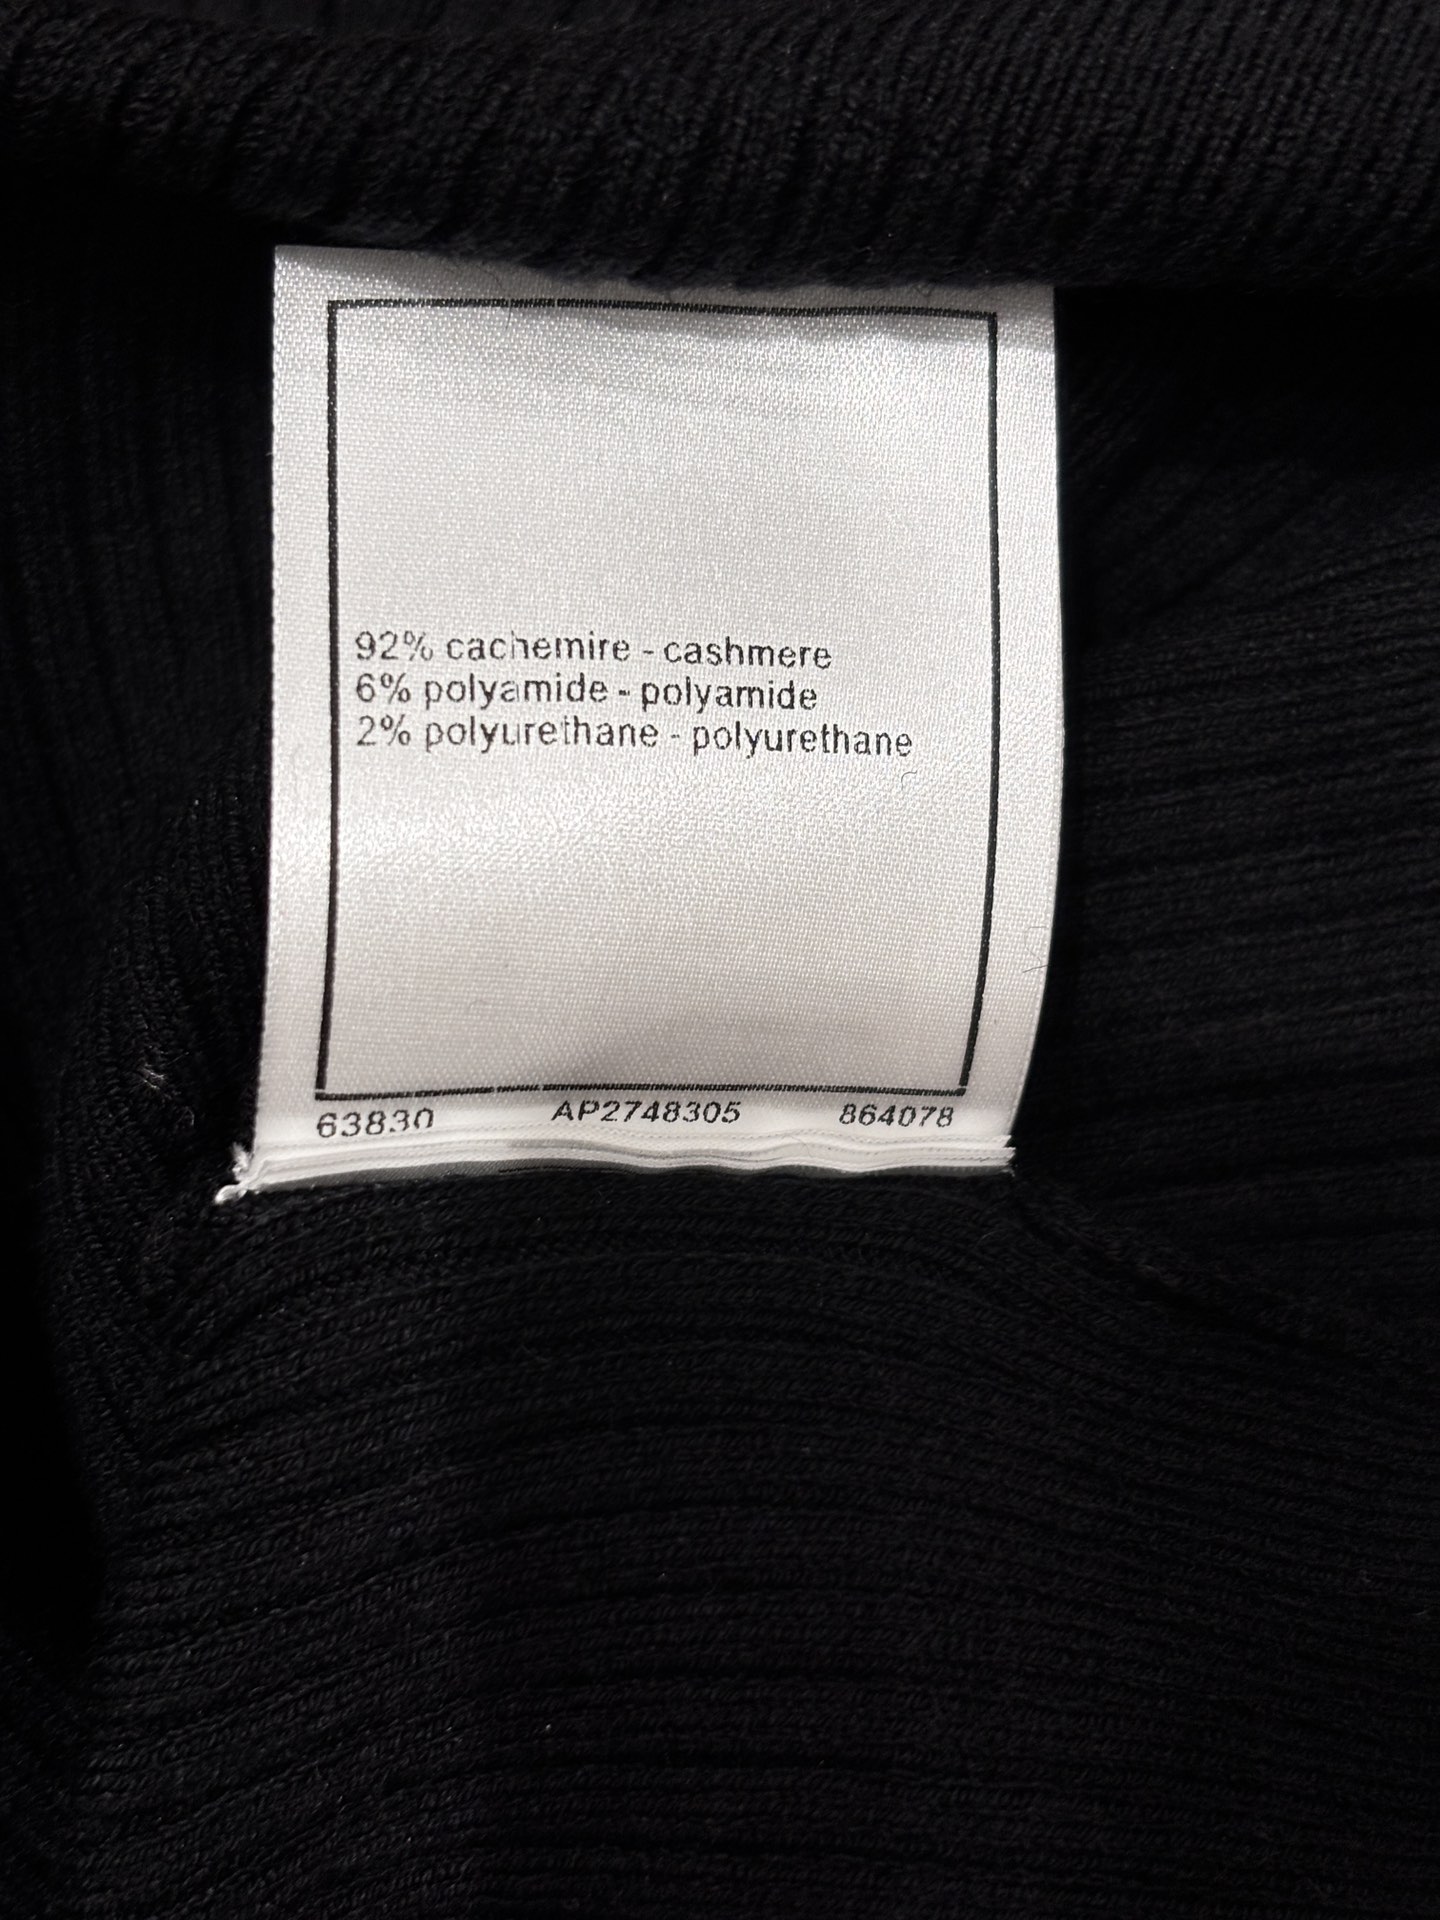 92% cachemire - cashmere
6% polyamide - polyamide
2% polyurethane - polyurethane
63830 AP2748305 864078